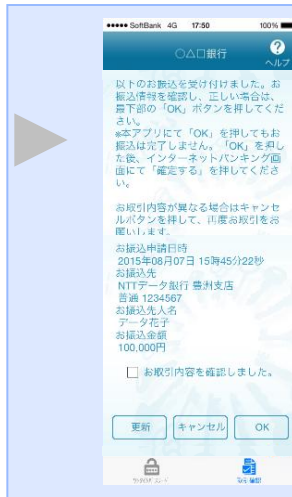 ●●●●● SoftBank 4G 17:50 100%
○△□銀行
?
ヘルプ
以下のお振込を受け付けました。お
振込情報を確認し、正しい場合は、
最下部の「OK」ボタンを押してくだ
さい。
※本アプリにて「OK」を押してもお
振込は完了しません。「OK」を押し
た後、インターネットバンキング画
面にて「確定する」を押してくださ
い。
お取引内容が異なる場合はキャンセ
ルボタンを押して、再度お取引をお
願いします。
お振込申請日時
2015年08月07日 15時45分22秒
お振込先
NTTデータ銀行 豊洲支店
普通 1234567
お振込先人名
データ花子
お振込金額
100,000円
お取引内容を確認しました。
更新 キャンセル OK
取引確認